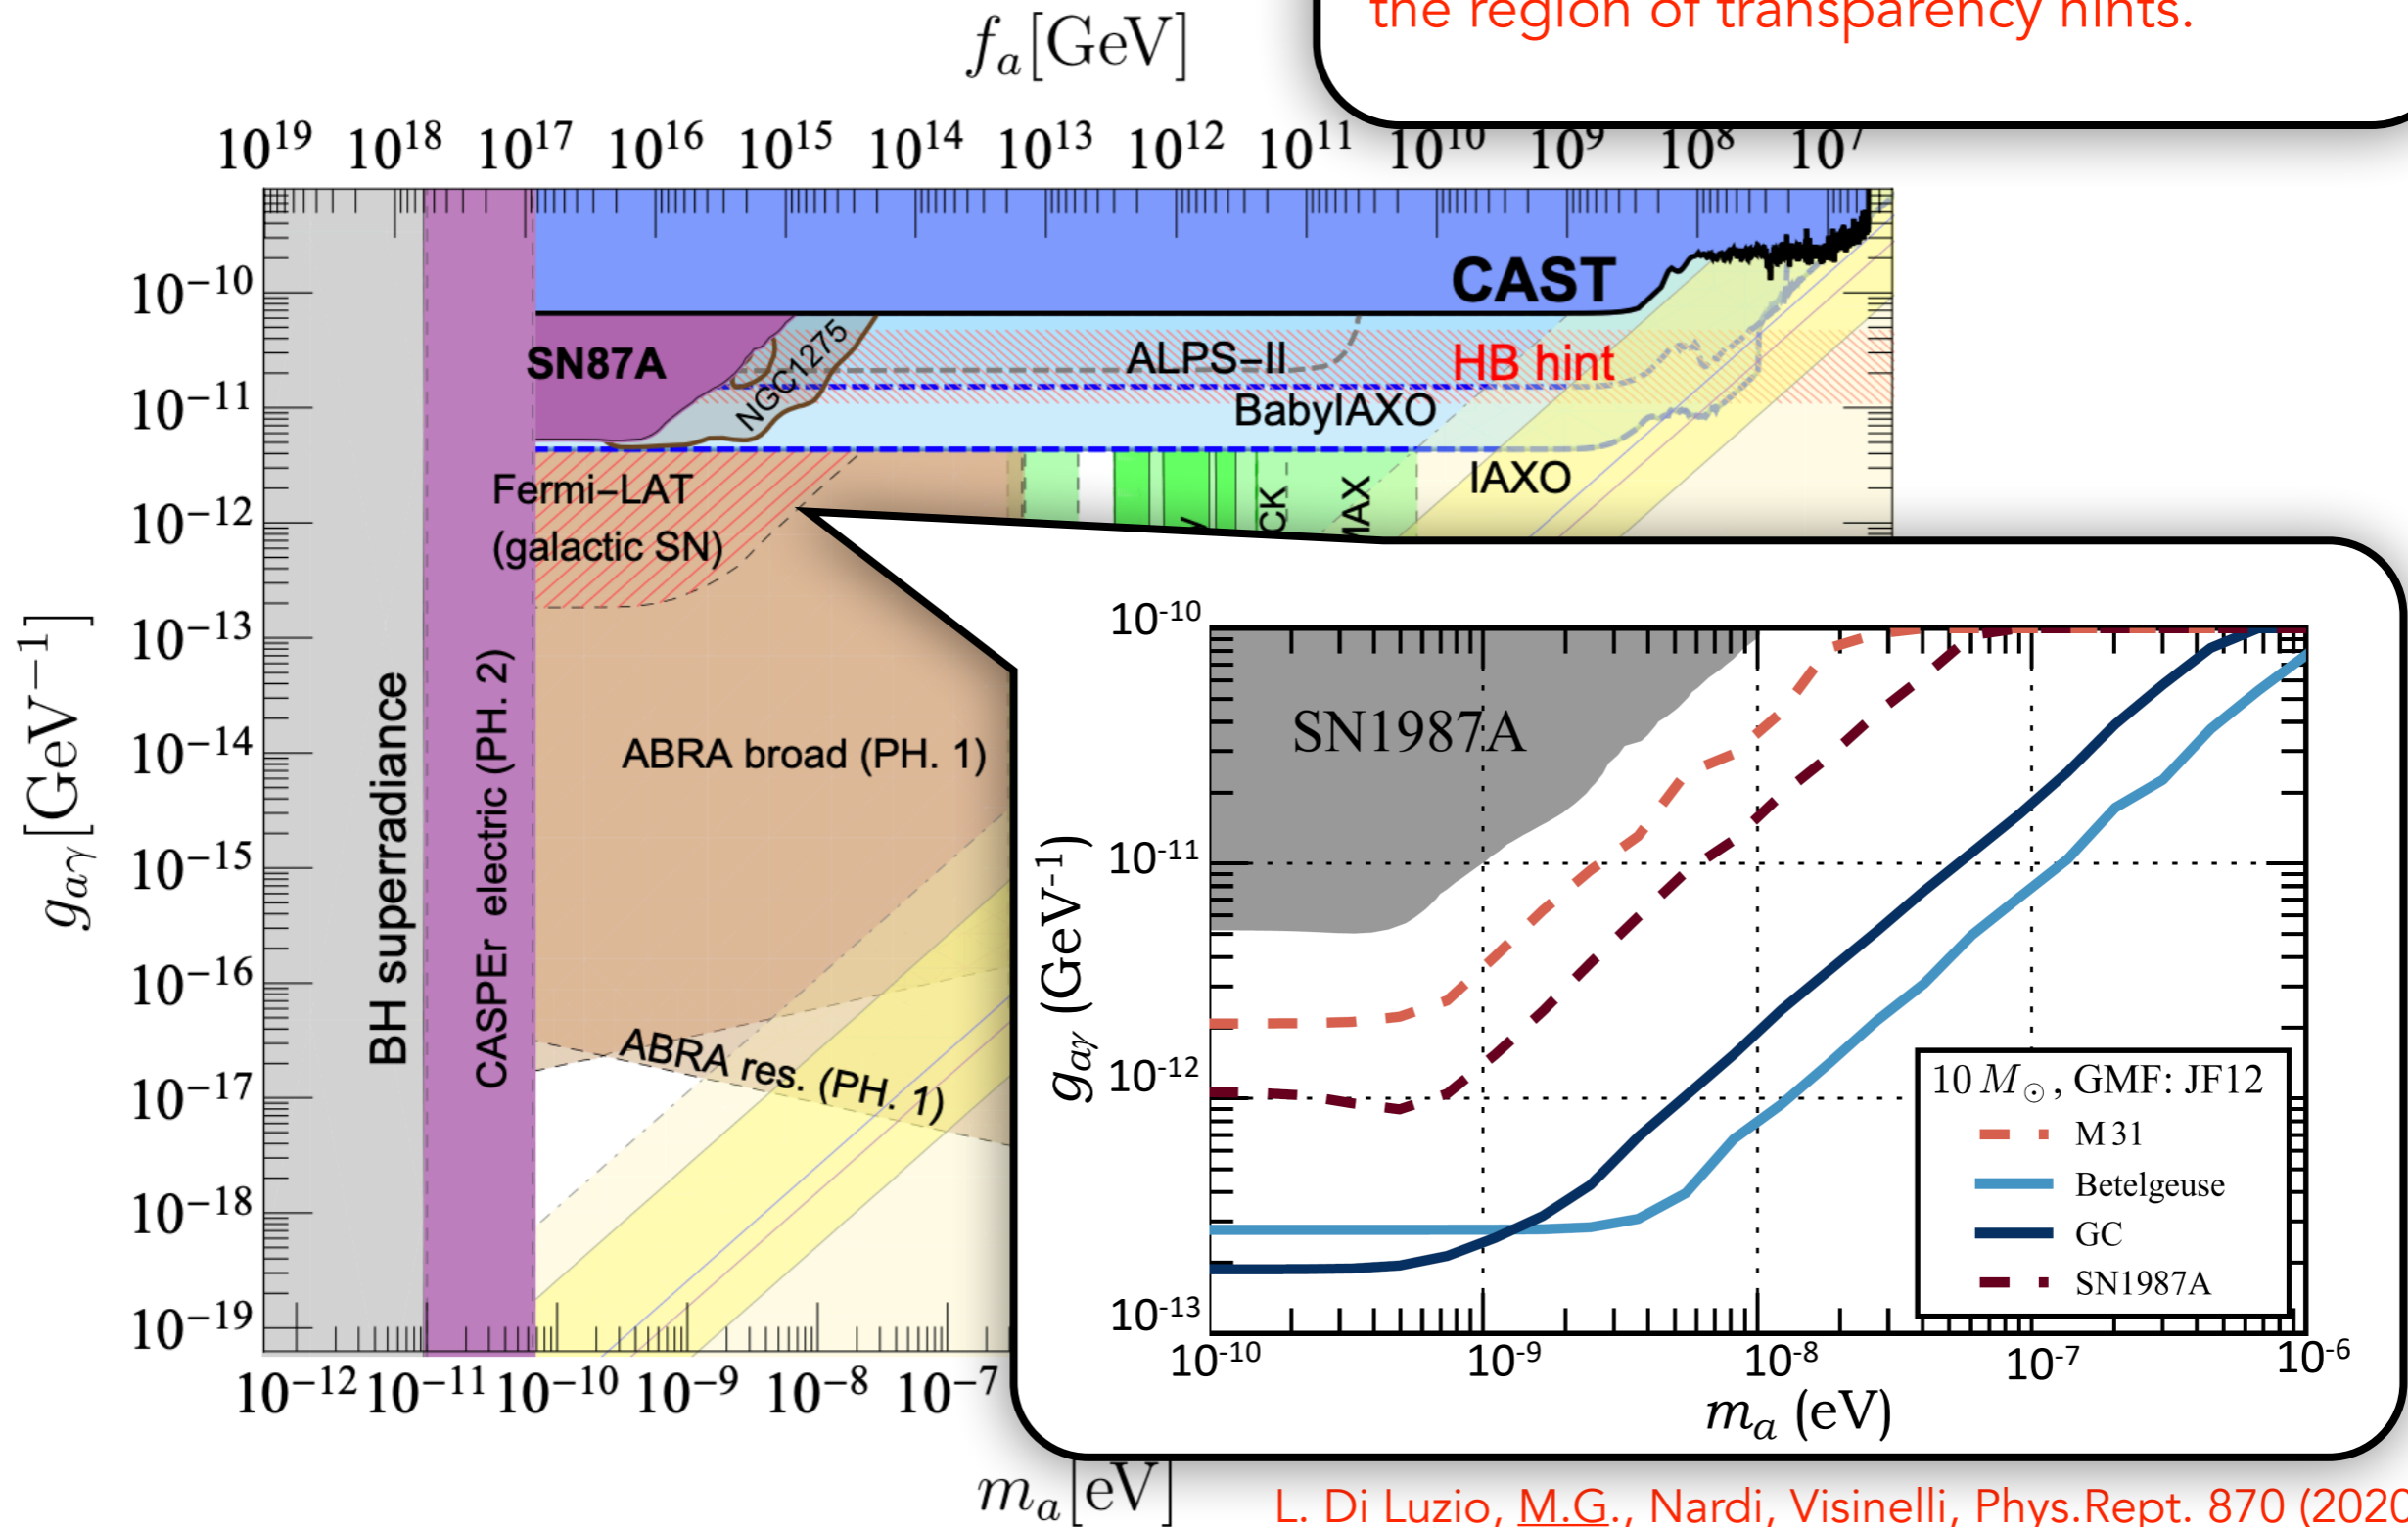 the region of transparency hints.
f_a[GeV]
10^19 10^18 10^17 10^16 10^15 10^14 10^13 10^12 10^11 10^10 10^9 10^8 10^7
g_aγ[GeV^−1]
10^−10
10^−11
10^−12
10^−13
10^−14
10^−15
10^−16
10^−17
10^−18
10^−19
CAST
SN87A
NGC1275
ALPS−II
HB hint
BabyIAXO
Fermi−LAT
(galactic SN)
IAXO
BH superradiance
CASPEr electric (PH. 2)
ABRA broad (PH. 1)
ABRA res. (PH. 1)
10^−12 10^−11 10^−10 10^−9 10^−8 10^−7
m_a[eV]
g_aγ (GeV^-1)
10^-10
10^-11
10^-12
10^-13
SN1987A
10 M_⊙, GMF: JF12
M 31
Betelgeuse
GC
SN1987A
10^-10 10^-9 10^-8 10^-7 10^-6
m_a (eV)
L. Di Luzio, M.G., Nardi, Visinelli, Phys.Rept. 870 (2020